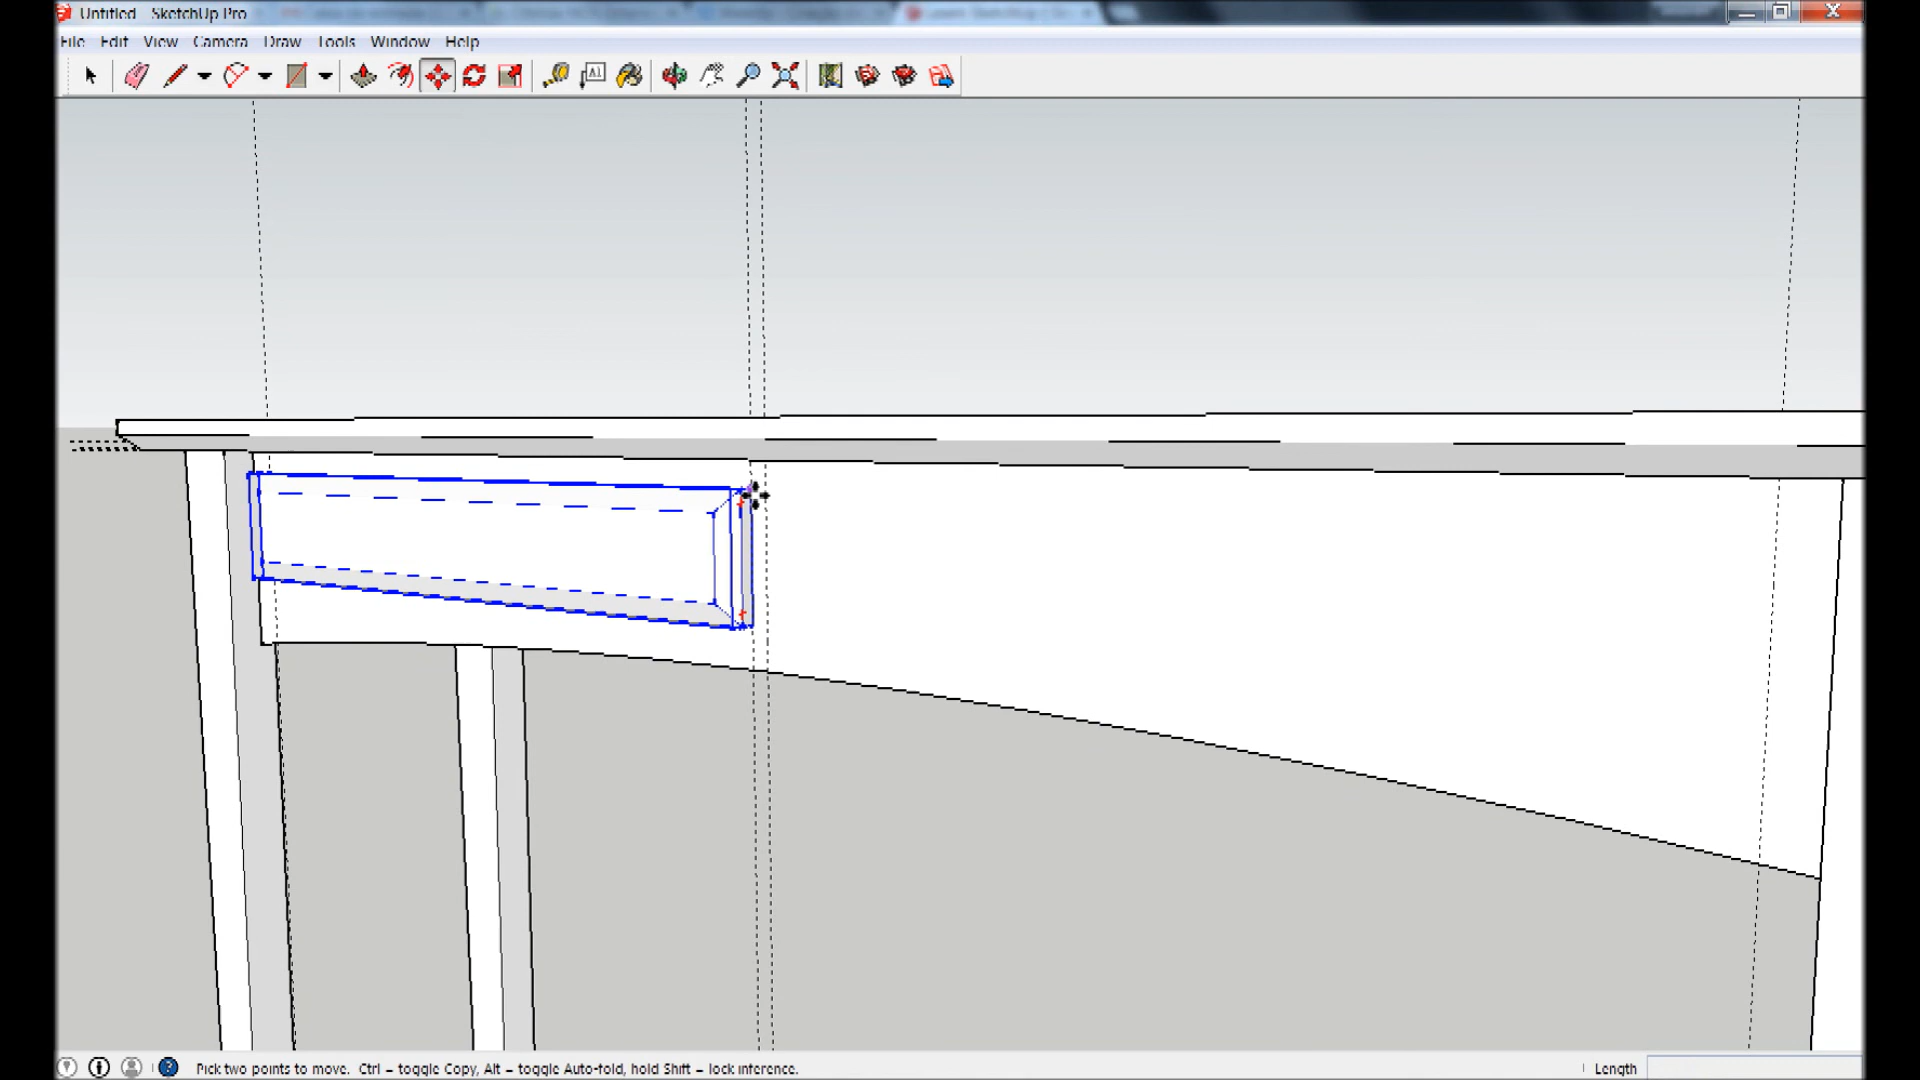 Untitled SketchUp Pro
File Edit View Camera Draw Tools Window Help
A1
Pick two points to move. Ctrl = toggle Copy, Alt = toggle Auto-fold, hold Shift = lock inference.
Length